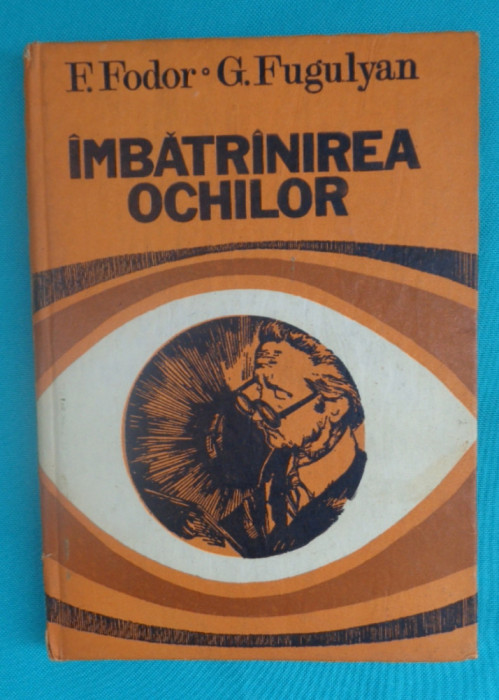 F. Fodor · G. Fugulyan
ÎMBĂTRÎNIREA
OCHILOR